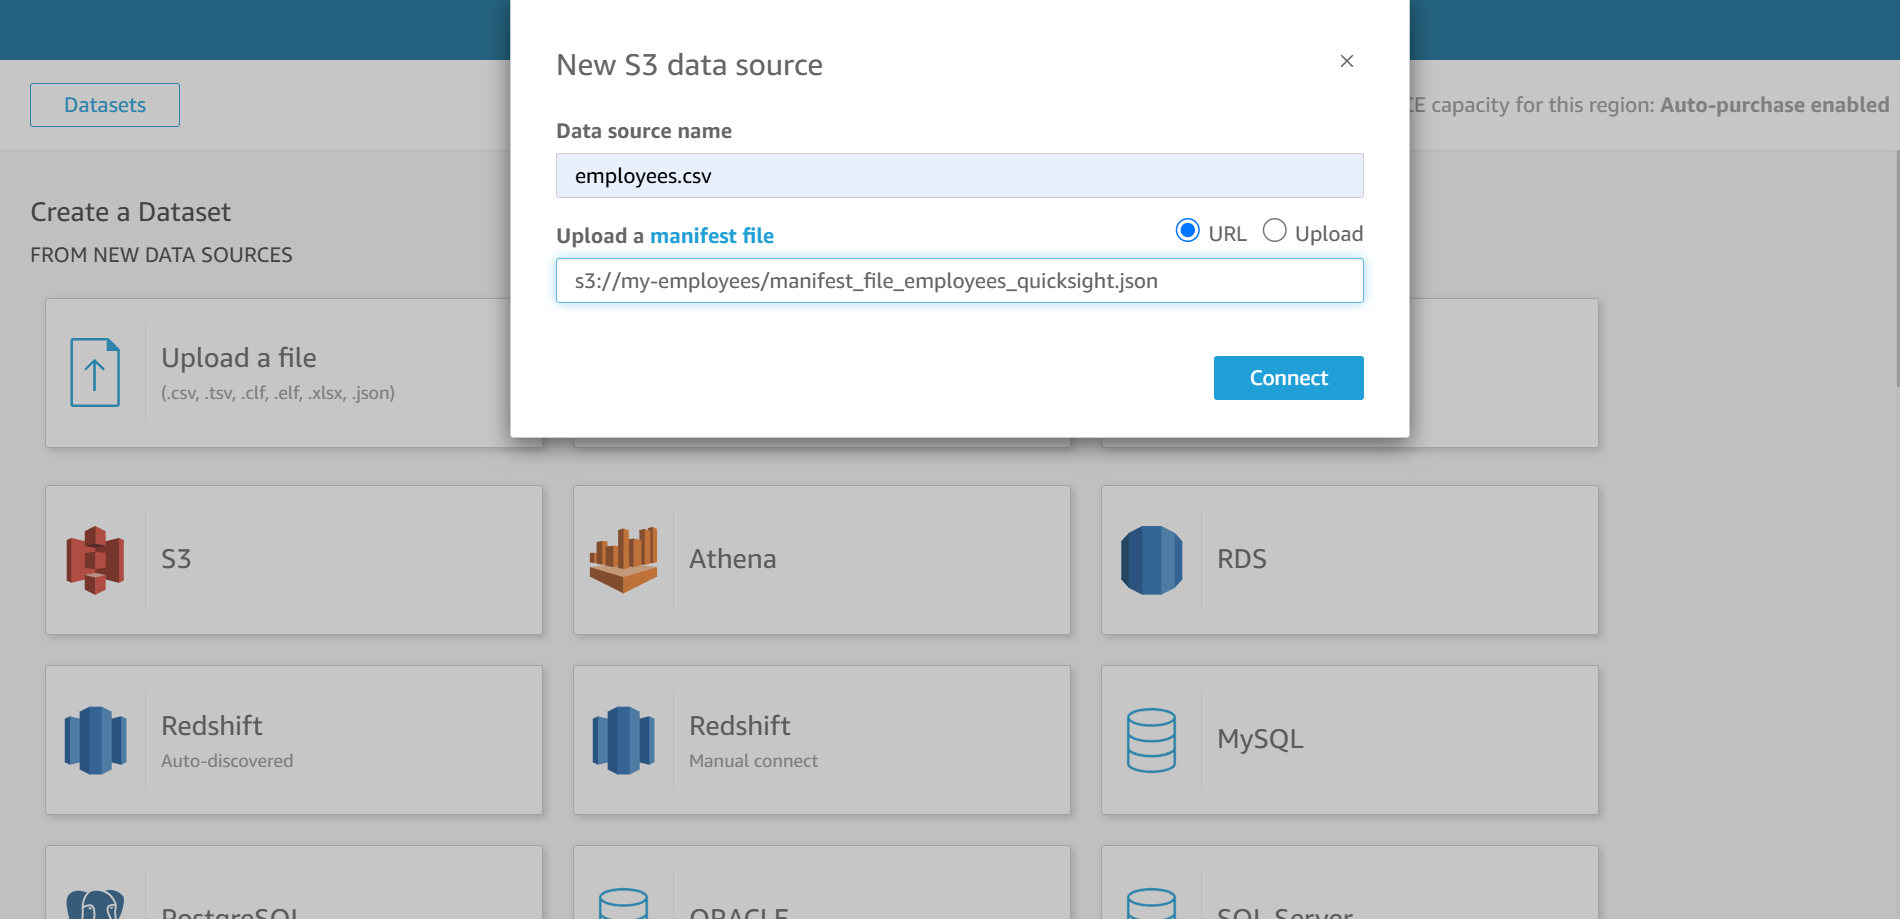 New S3 data source
Data source name
employees.csv
Upload a manifest file
URL
Upload
s3://my-employees/manifest_file_employees_quicksight.json
Connect
Datasets
CE capacity for this region: Auto-purchase enabled
Create a Dataset
FROM NEW DATA SOURCES
Upload a file
(.csv, .tsv, .clf, .elf, .xlsx, .json)
S3
Athena
RDS
Redshift
Auto-discovered
Redshift
Manual connect
MySQL
PostgreSQL
ORACLE
SQL Server